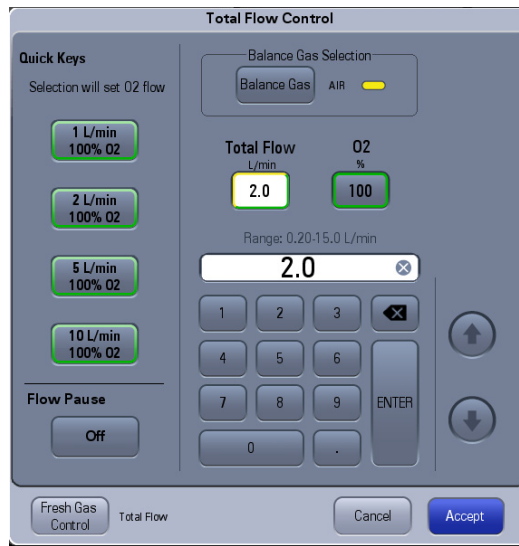 Total Flow Control
Quick Keys
Selection will set O2 flow
1 L/min
100% O2
2 L/min
100% O2
5 L/min
100% O2
10 L/min
100% O2
Flow Pause
Off
Balance Gas Selection
Balance Gas
AIR
Total Flow
L/min
2.0
O2
%
100
Range: 0.20-15.0 L/min
2.0
1 2 3
4 5 6
7 8 9 ENTER
0 .
Fresh Gas
Control
Total Flow
Cancel
Accept